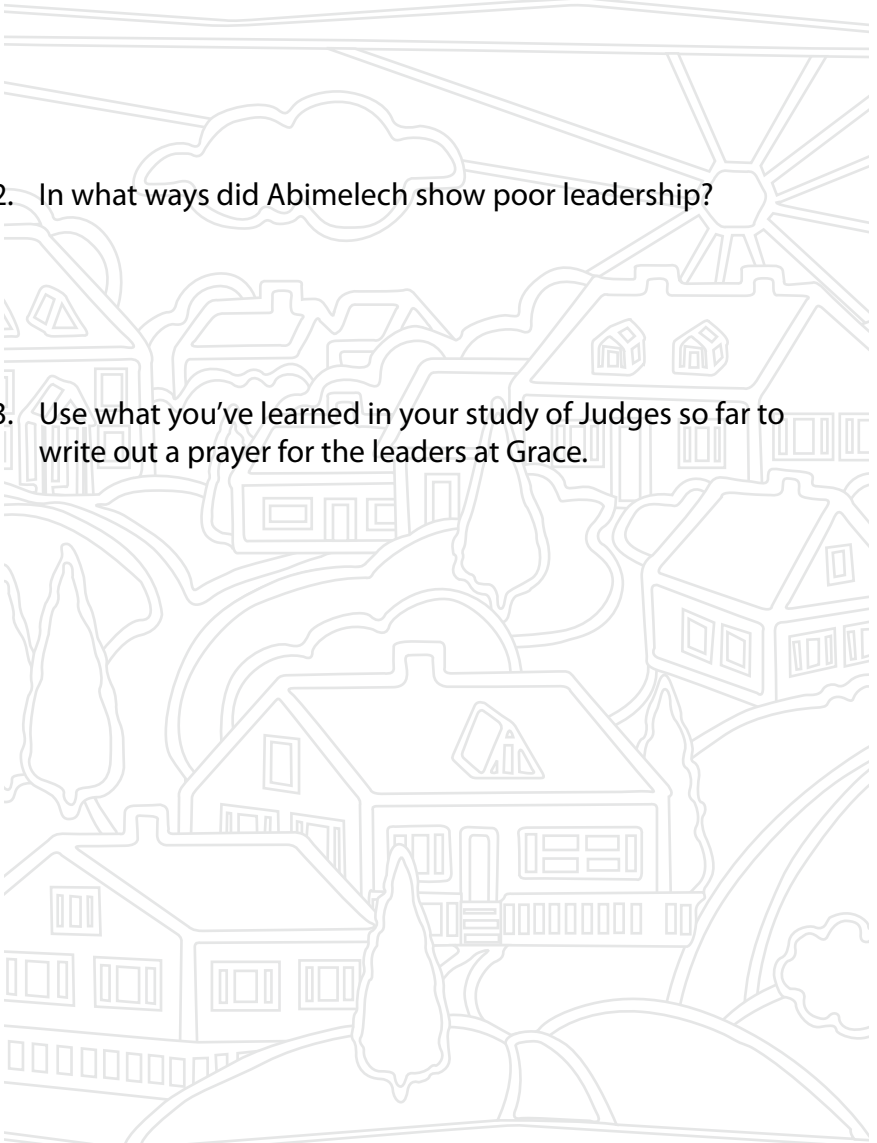 2. In what ways did Abimelech show poor leadership?
3. Use what you've learned in your study of Judges so far to
write out a prayer for the leaders at Grace.